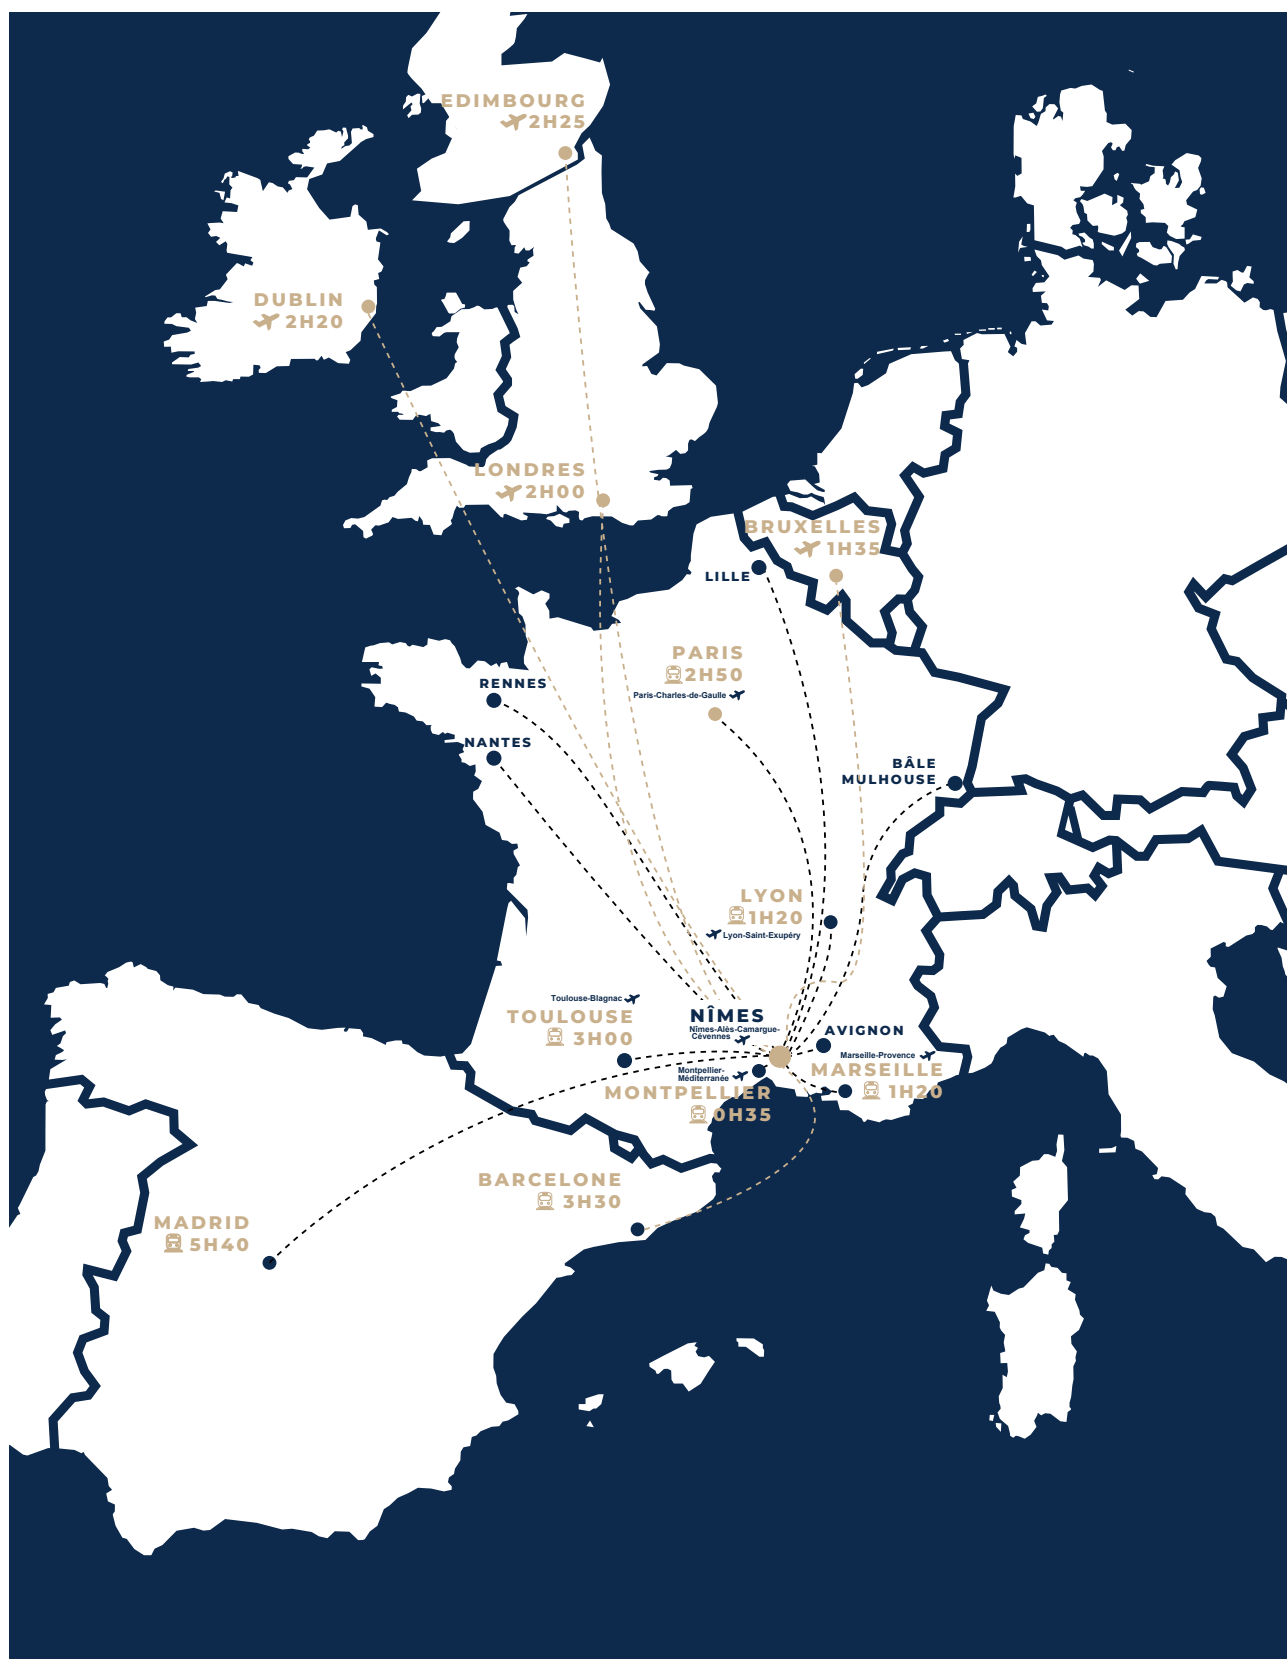 EDIMBOURG
2H25
DUBLIN
2H20
LONDRES
2H00
BRUXELLES
1H35
LILLE
PARIS
2H50
Paris-Charles-de-Gaulle
RENNES
NANTES
BÂLE
MULHOUSE
LYON
1H20
Lyon-Saint-Exupéry
Toulouse-Blagnac
TOULOUSE
3H00
NÎMES
Nîmes-Alès-Camargue-
Cévennes
AVIGNON
Marseille-Provence
MARSEILLE
1H20
Montpellier-
Méditerranée
MONTPELLIER
0H35
BARCELONE
3H30
MADRID
5H40